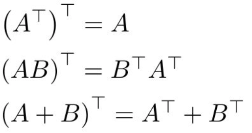 (A⊤)⊤ = A
(AB)⊤ = B⊤A⊤
(A + B)⊤ = A⊤ + B⊤